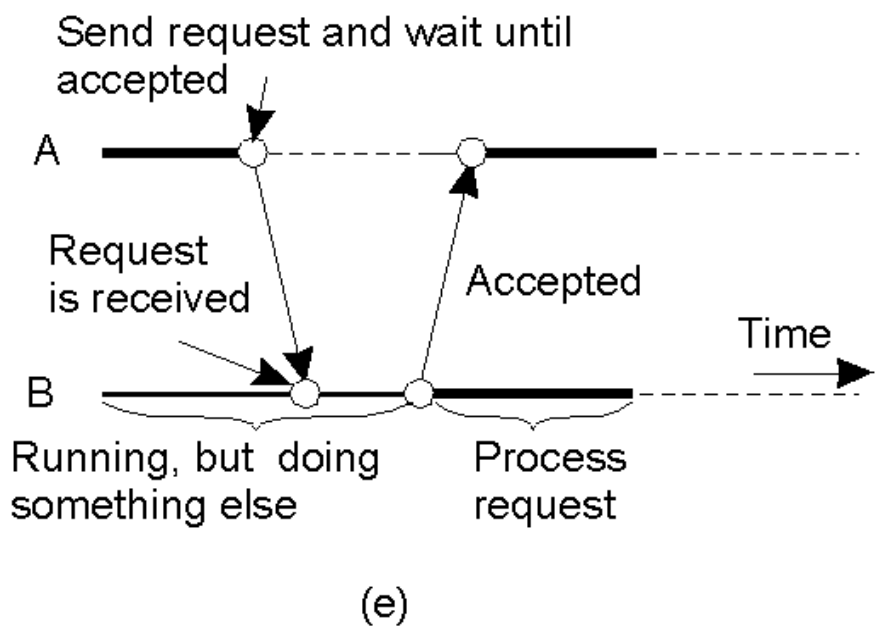 Send request and wait until
accepted
A
Request
is received
Accepted
Time
B
Running, but doing
something else
Process
request
(e)